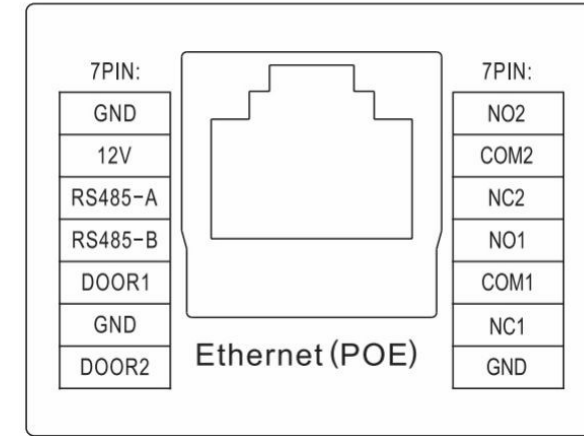 7PIN:
GND
12V
RS485-A
RS485-B
DOOR1
GND
DOOR2
Ethernet (POE)
7PIN:
NO2
COM2
NC2
NO1
COM1
NC1
GND